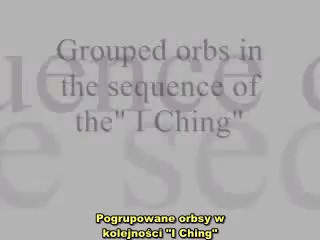 Grouped orbs in
the sequence of
the" I Ching"
Pogrupowane orbsy w
kolejności "I Ching"